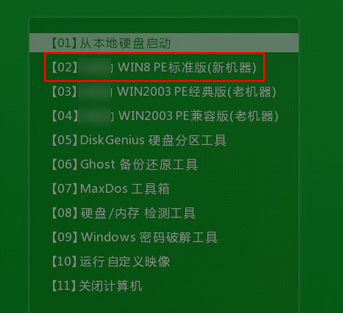 【01】从本地硬盘启动
【02】 WIN8 PE标准版(新机器)
【03】 WIN2003 PE经典版(老机器)
【04】 WIN2003 PE兼容版(老机器)
【05】DiskGenius 硬盘分区工具
【06】Ghost 备份还原工具
【07】MaxDos 工具箱
【08】硬盘/内存 检测工具
【09】Windows 密码破解工具
【10】运行自定义映像
【11】关闭计算机